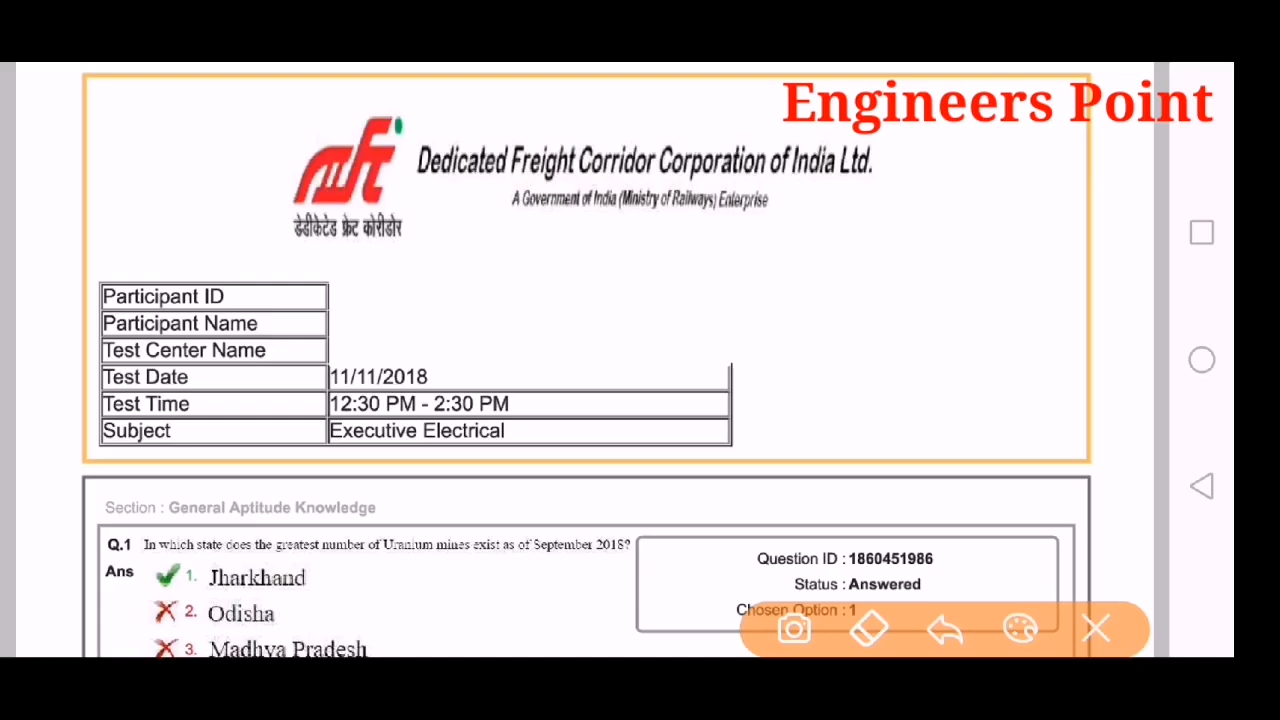 Engineers Point
Dedicated Freight Corridor Corporation of India Ltd.
A Government of India (Ministry of Railways) Enterprise
डेडीकेटेड फ्रेट कोरीडोर
Participant ID
Participant Name
Test Center Name
Test Date 11/11/2018
Test Time 12:30 PM - 2:30 PM
Subject Executive Electrical
Section : General Aptitude Knowledge
Q.1 In which state does the greatest number of Uranium mines exist as of September 2018?
Ans 1. Jharkhand
2. Odisha
3. Madhya Pradesh
Question ID : 1860451986
Status : Answered
Chosen Option : 1